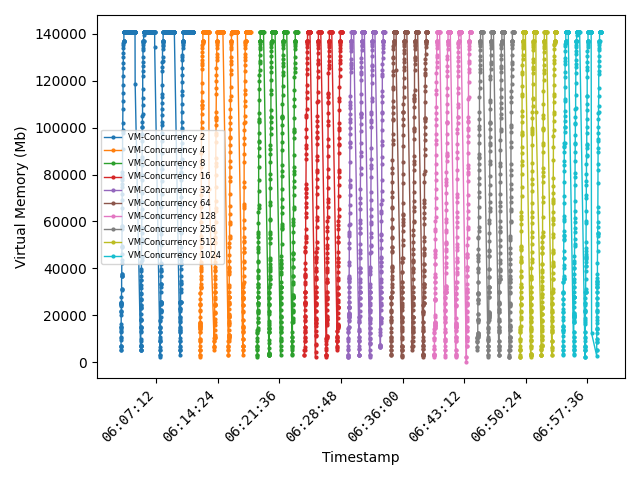 140000
120000
100000
80000
60000
40000
20000
0
Virtual Memory (Mb)
VM-Concurrency 2
VM-Concurrency 4
VM-Concurrency 8
VM-Concurrency 16
VM-Concurrency 32
VM-Concurrency 64
VM-Concurrency 128
VM-Concurrency 256
VM-Concurrency 512
VM-Concurrency 1024
06:07:12
06:14:24
06:21:36
06:28:48
06:36:00
06:43:12
06:50:24
06:57:36
Timestamp